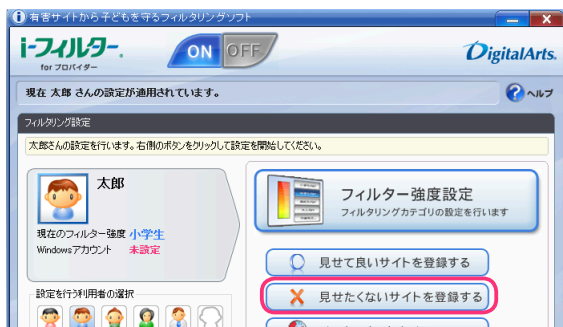 有害サイトから子どもを守るフィルタリングソフト
i-フィルター.
for プロバイダー
ON OFF
DigitalArts.
現在 太郎 さんの設定が適用されています。
ヘルプ
フィルタリング設定
太郎さんの設定を行います。右側のボタンをクリックして設定を開始してください。
太郎
現在のフィルター強度 小学生
Windowsアカウント 未設定
フィルター強度設定
フィルタリングカテゴリの設定を行います
見せて良いサイトを登録する
見せたくないサイトを登録する
設定を行う利用者の選択